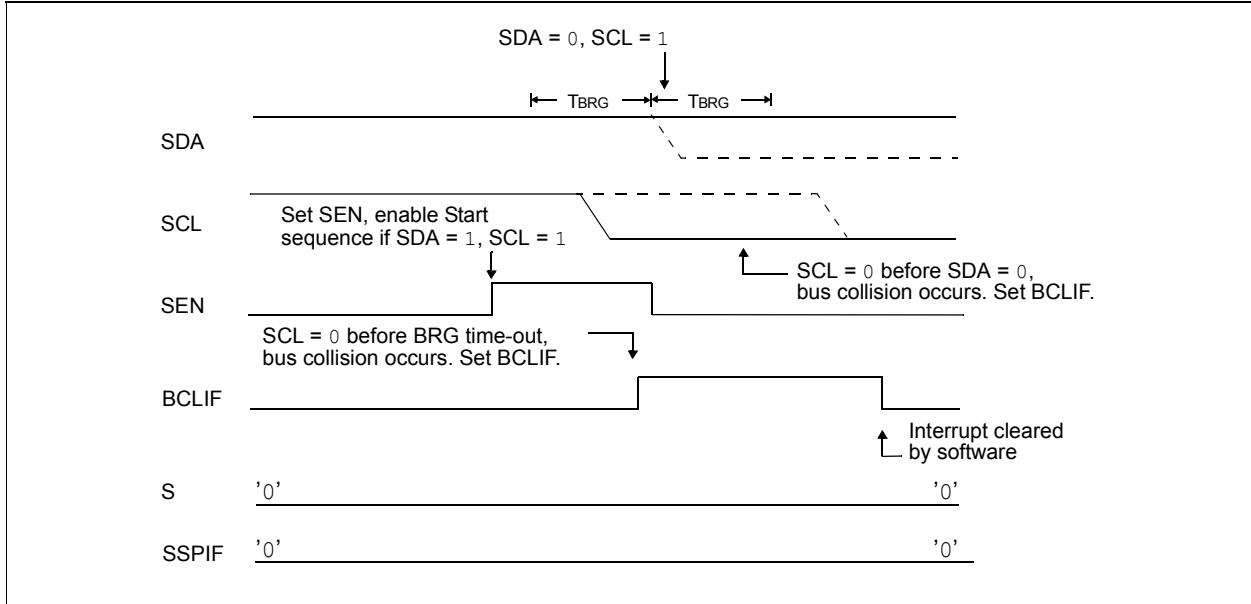 SDA = 0, SCL = 1
TBRG TBRG
SDA
SCL
Set SEN, enable Start
sequence if SDA = 1, SCL = 1
SCL = 0 before SDA = 0,
bus collision occurs. Set BCLIF.
SEN
SCL = 0 before BRG time-out,
bus collision occurs. Set BCLIF.
BCLIF
Interrupt cleared
by software
S '0' '0'
SSPIF '0' '0'